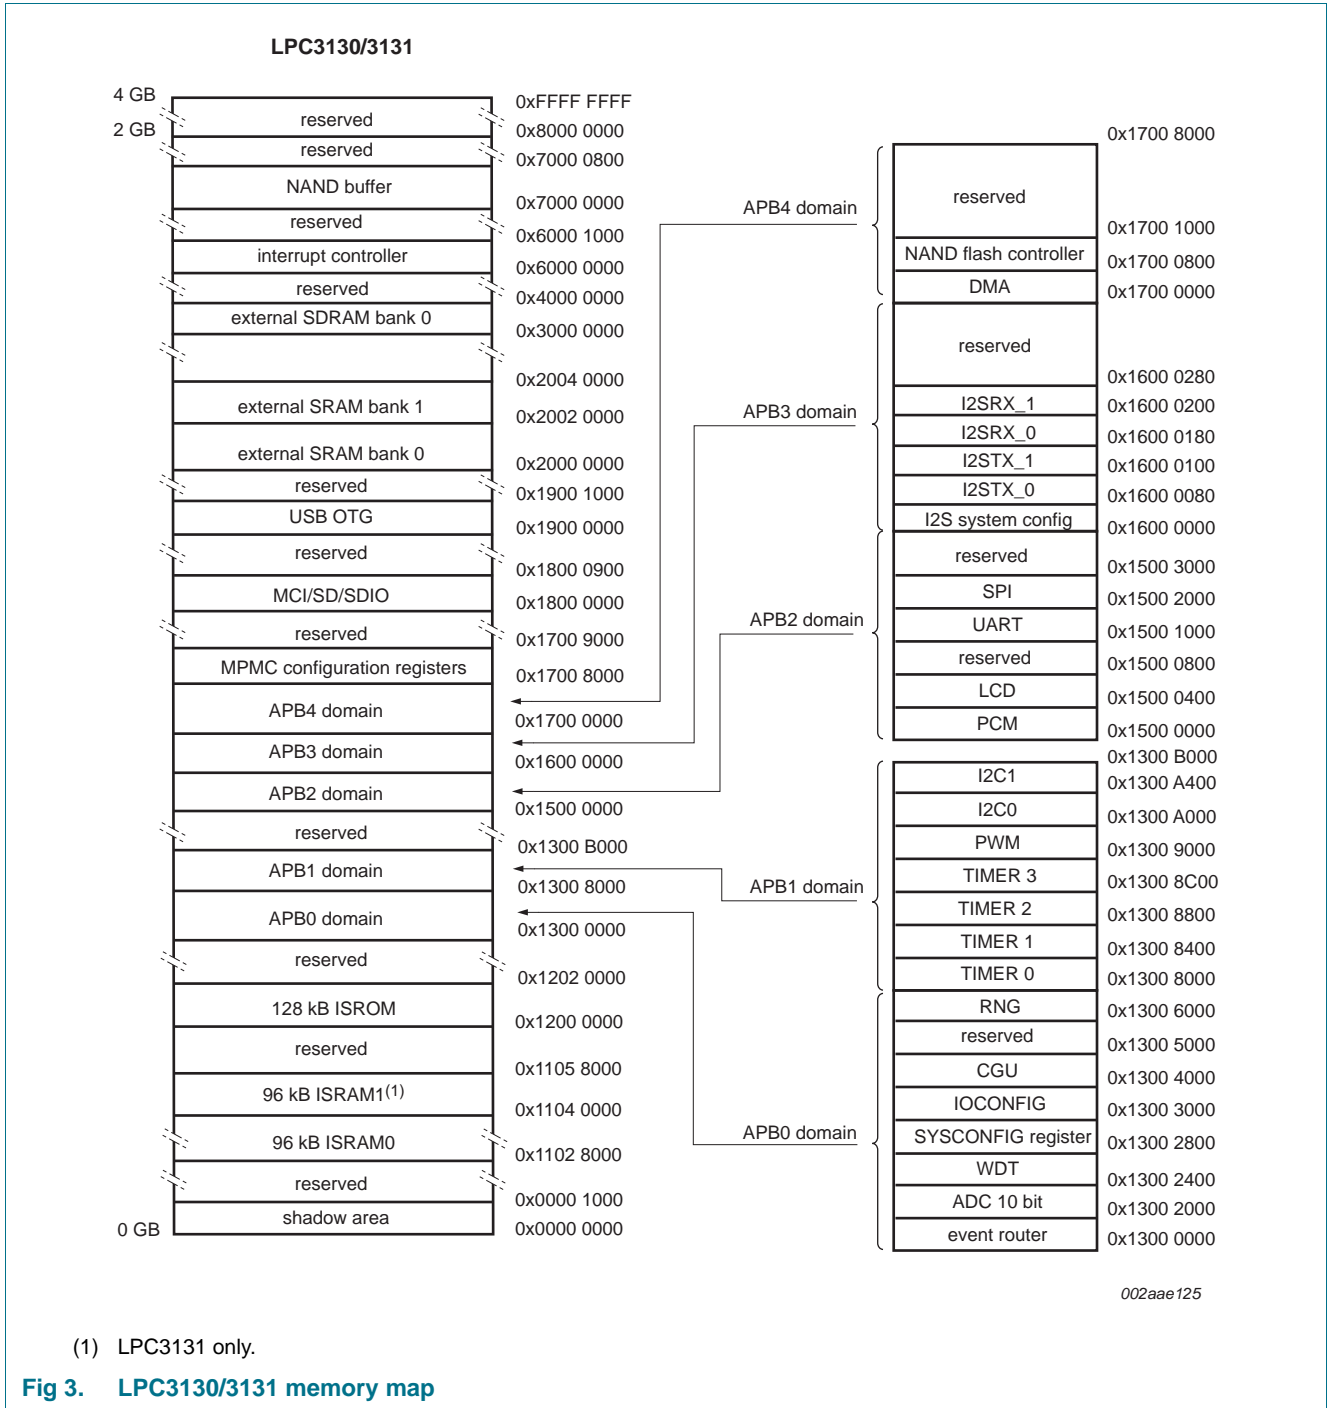 LPC3130/3131
4 GB
0xFFFF FFFF
reserved
2 GB
0x8000 0000
reserved
0x7000 0800
NAND buffer
0x7000 0000
reserved
0x6000 1000
interrupt controller
0x6000 0000
reserved
0x4000 0000
external SDRAM bank 0
0x3000 0000
0x2004 0000
external SRAM bank 1
0x2002 0000
external SRAM bank 0
0x2000 0000
reserved
0x1900 1000
USB OTG
0x1900 0000
reserved
0x1800 0900
MCI/SD/SDIO
0x1800 0000
reserved
0x1700 9000
MPMC configuration registers
0x1700 8000
APB4 domain
0x1700 0000
APB3 domain
0x1600 0000
APB2 domain
0x1500 0000
reserved
0x1300 B000
APB1 domain
0x1300 8000
APB0 domain
0x1300 0000
reserved
0x1202 0000
128 kB ISROM
0x1200 0000
reserved
0x1105 8000
96 kB ISRAM1(1)
0x1104 0000
96 kB ISRAM0
0x1102 8000
reserved
0x0000 1000
shadow area
0 GB
0x0000 0000
0x1700 8000
APB4 domain
reserved
0x1700 1000
NAND flash controller
0x1700 0800
DMA
0x1700 0000
APB3 domain
reserved
0x1600 0280
I2SRX_1
0x1600 0200
I2SRX_0
0x1600 0180
I2STX_1
0x1600 0100
I2STX_0
0x1600 0080
I2S system config
0x1600 0000
APB2 domain
reserved
0x1500 3000
SPI
0x1500 2000
UART
0x1500 1000
reserved
0x1500 0800
LCD
0x1500 0400
PCM
0x1500 0000
0x1300 B000
APB1 domain
I2C1
0x1300 A400
I2C0
0x1300 A000
PWM
0x1300 9000
TIMER 3
0x1300 8C00
TIMER 2
0x1300 8800
TIMER 1
0x1300 8400
TIMER 0
0x1300 8000
APB0 domain
RNG
0x1300 6000
reserved
0x1300 5000
CGU
0x1300 4000
IOCONFIG
0x1300 3000
SYSCONFIG register
0x1300 2800
WDT
0x1300 2400
ADC 10 bit
0x1300 2000
event router
0x1300 0000
002aae125
(1) LPC3131 only.
Fig 3. LPC3130/3131 memory map